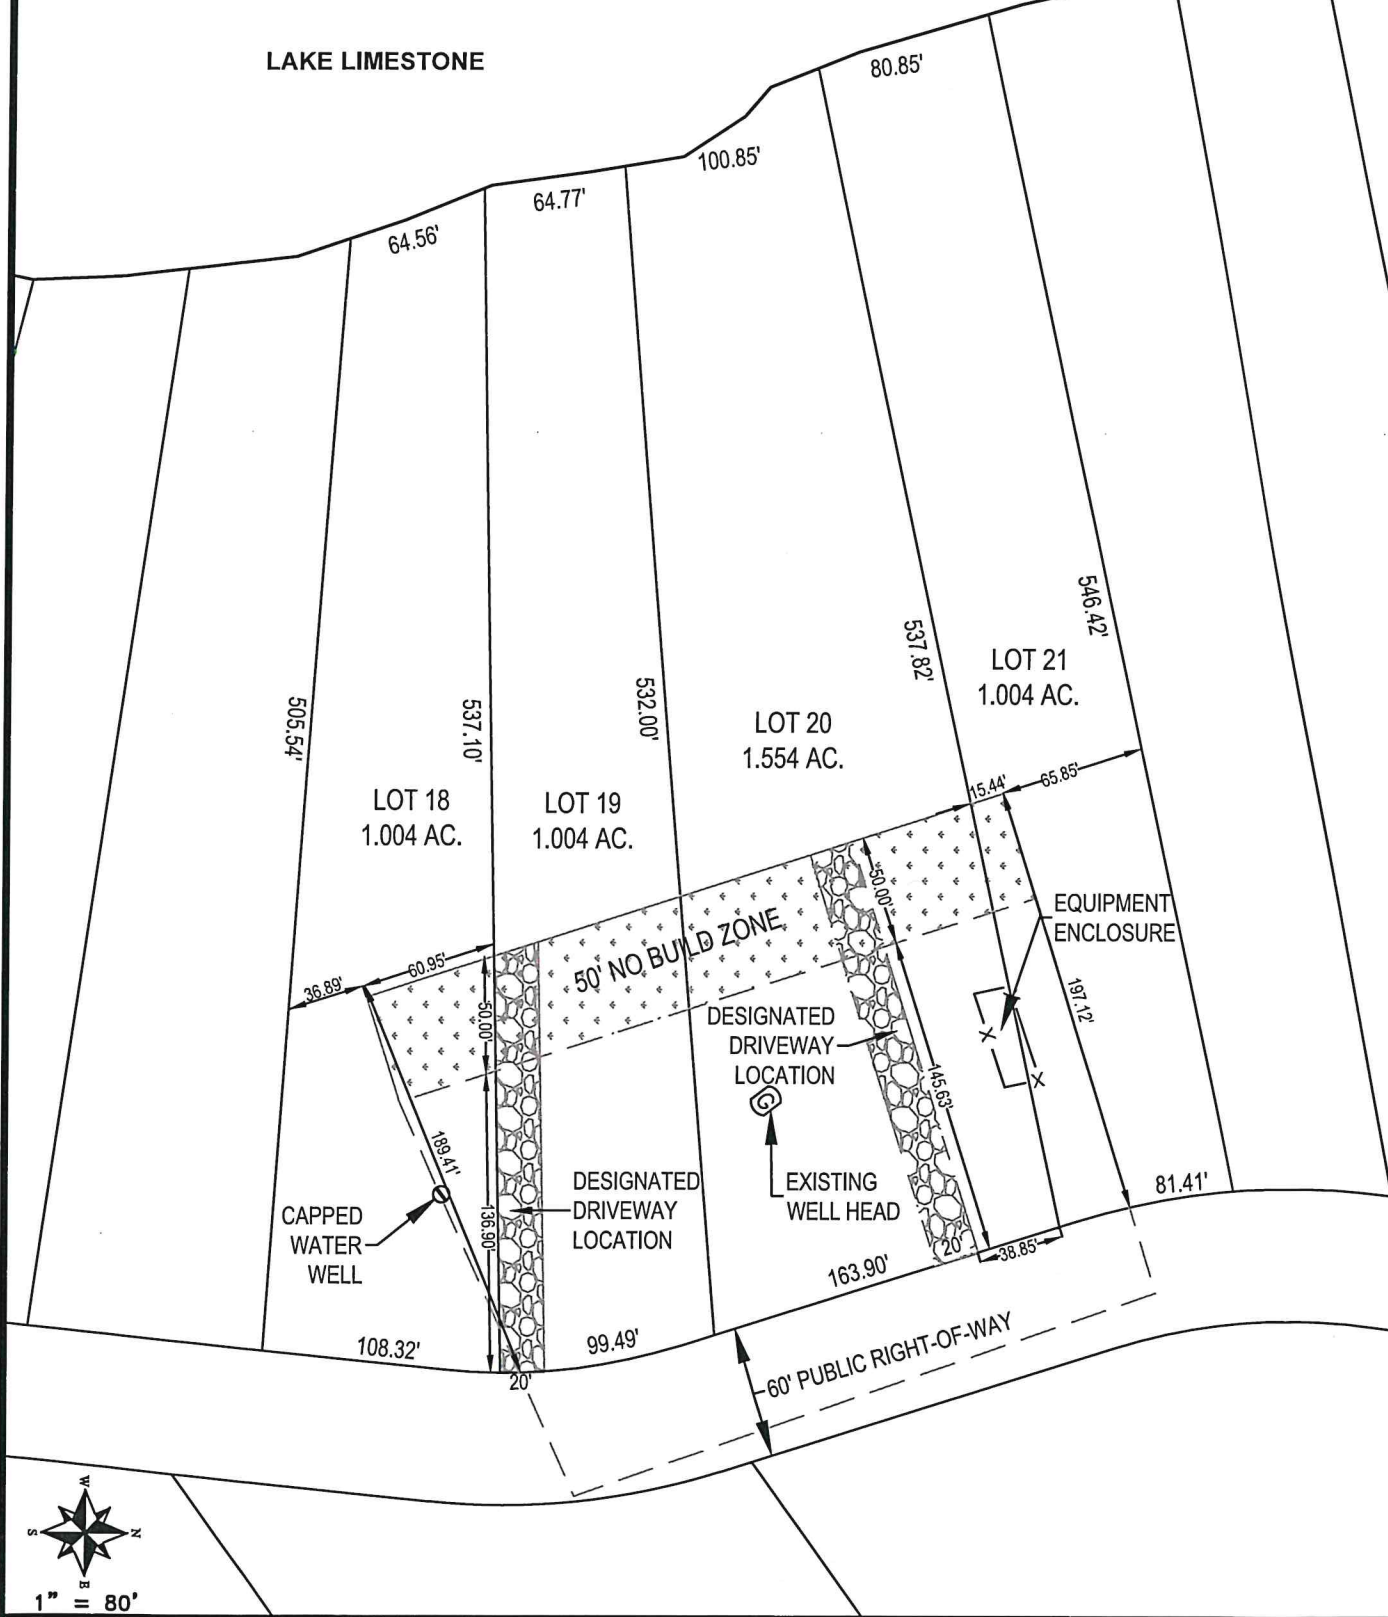 LAKE LIMESTONE
80.85'
100.85'
64.77'
64.56'
546.42'
537.82'
LOT 21
1.004 AC.
505.54'
537.10'
532.00'
LOT 20
1.554 AC.
15.44'
65.85'
LOT 18
1.004 AC.
LOT 19
1.004 AC.
50.00'
EQUIPMENT
ENCLOSURE
50' NO BUILD ZONE
60.95'
36.89'
50.00'
197.12'
DESIGNATED
DRIVEWAY
LOCATION
X
X
145.63'
G
189.41'
EXISTING
WELL HEAD
DESIGNATED
DRIVEWAY
LOCATION
81.41'
CAPPED
WATER
WELL
136.90'
20'
38.85'
163.90'
108.32'
99.49'
20'
60' PUBLIC RIGHT-OF-WAY
W
S
N
E
1" = 80'